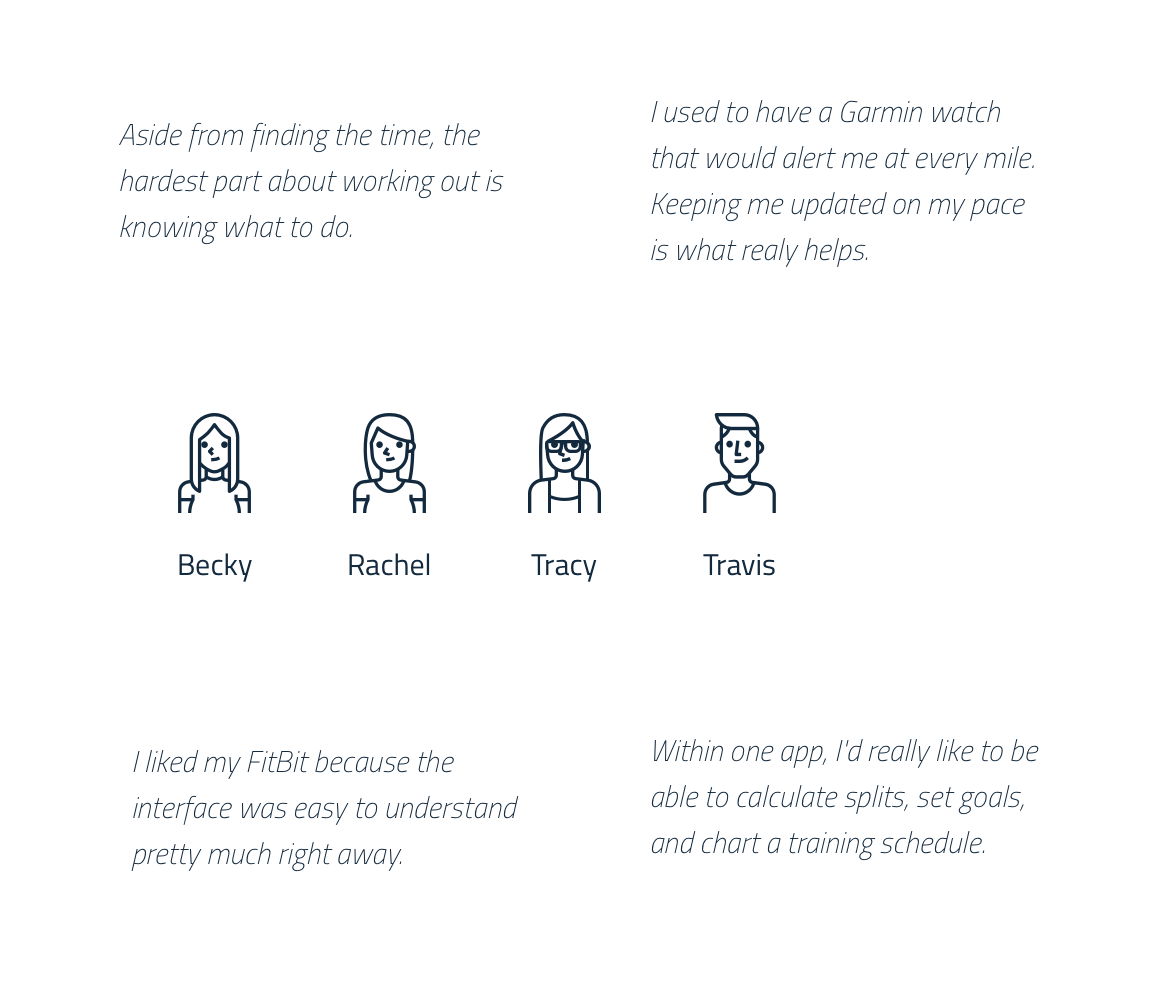 Aside from finding the time, the
hardest part about working out is
knowing what to do.
I used to have a Garmin watch
that would alert me at every mile.
Keeping me updated on my pace
is what realy helps.
Becky
Rachel
Tracy
Travis
I liked my FitBit because the
interface was easy to understand
pretty much right away.
Within one app, I'd really like to be
able to calculate splits, set goals,
and chart a training schedule.